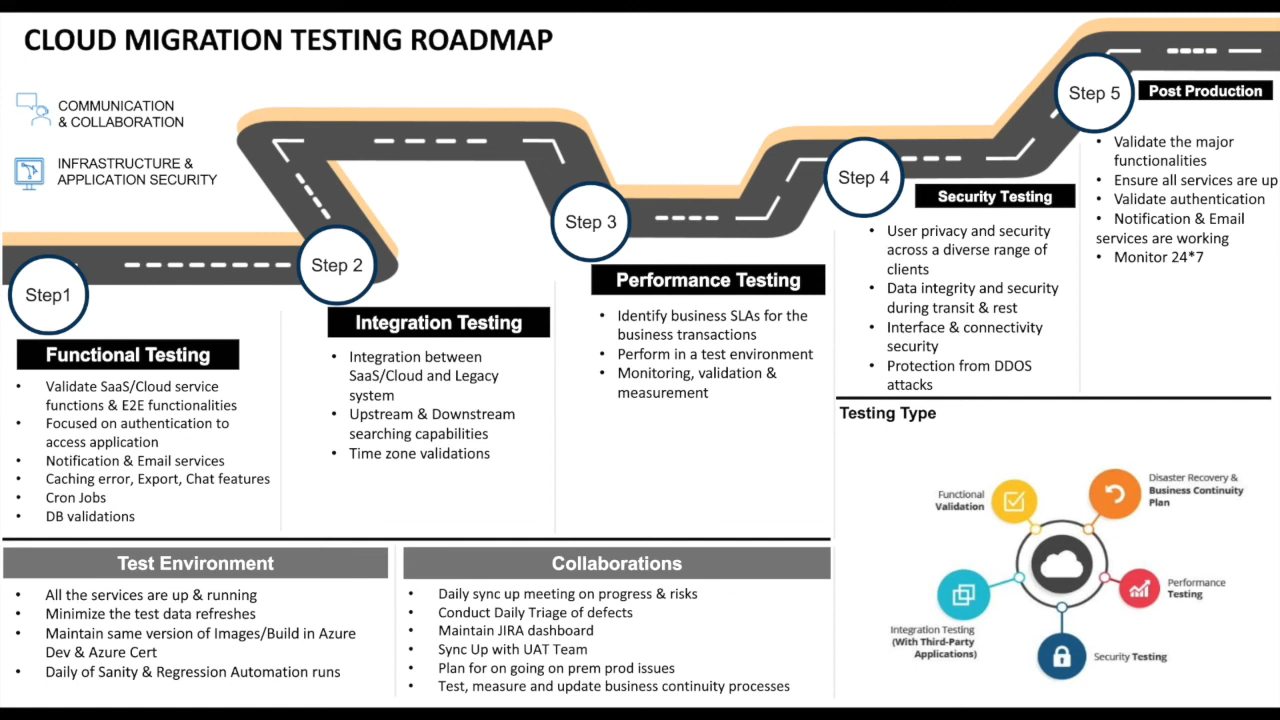 CLOUD MIGRATION TESTING ROADMAP
COMMUNICATION
& COLLABORATION
INFRASTRUCTURE &
APPLICATION SECURITY
Step1
Functional Testing
• Validate SaaS/Cloud service
functions & E2E functionalities
• Focused on authentication to
access application
• Notification & Email services
• Caching error, Export, Chat features
• Cron Jobs
• DB validations
Step 2
Integration Testing
• Integration between
SaaS/Cloud and Legacy
system
• Upstream & Downstream
searching capabilities
• Time zone validations
Step 3
Performance Testing
• Identify business SLAs for the
business transactions
• Perform in a test environment
• Monitoring, validation &
measurement
Step 4
Security Testing
• User privacy and security
across a diverse range of
clients
• Data integrity and security
during transit & rest
• Interface & connectivity
security
• Protection from DDOS
attacks
Step 5
Post Production
• Validate the major
functionalities
• Ensure all services are up
• Validate authentication
• Notification & Email
services are working
• Monitor 24*7
Test Environment
• All the services are up & running
• Minimize the test data refreshes
• Maintain same version of Images/Build in Azure
Dev & Azure Cert
• Daily of Sanity & Regression Automation runs
Collaborations
• Daily sync up meeting on progress & risks
• Conduct Daily Triage of defects
• Maintain JIRA dashboard
• Sync Up with UAT Team
• Plan for on going on prem prod issues
• Test, measure and update business continuity processes
Testing Type
Functional
Validation
Disaster Recovery &
Business Continuity
Plan
Performance
Testing
Integration Testing
(With Third-Party
Applications)
Security Testing